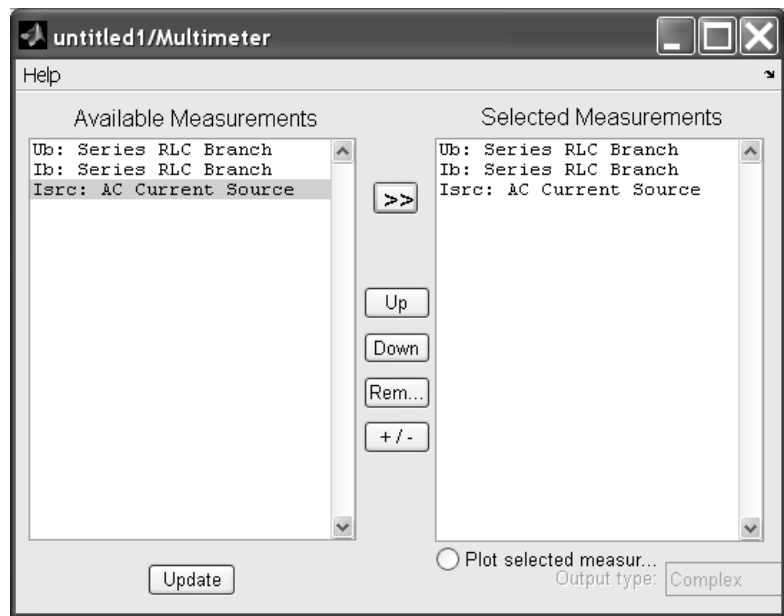 untitled1/Multimeter
Help
Available Measurements
Ub: Series RLC Branch
Ib: Series RLC Branch
Isrc: AC Current Source
>>
Up
Down
Rem...
+ / -
Update
Selected Measurements
Ub: Series RLC Branch
Ib: Series RLC Branch
Isrc: AC Current Source
Plot selected measur...
Output type: Complex